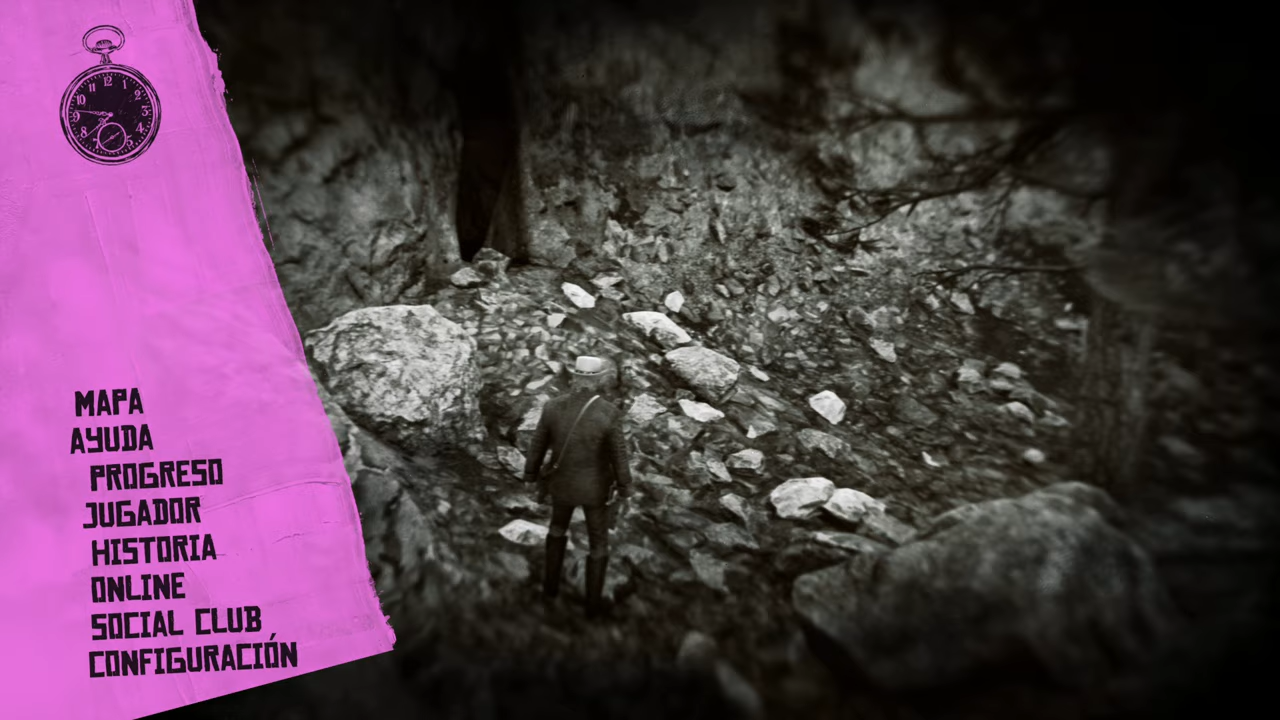 MAPA
AYUDA
PROGRESO
JUGADOR
HISTORIA
ONLINE
SOCIAL CLUB
CONFIGURACIÓN